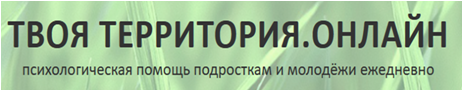 ТВОЯ ТЕРРИТОРИЯ.ОНЛАЙН
психологическая помощь подросткам и молодёжи ежедневно